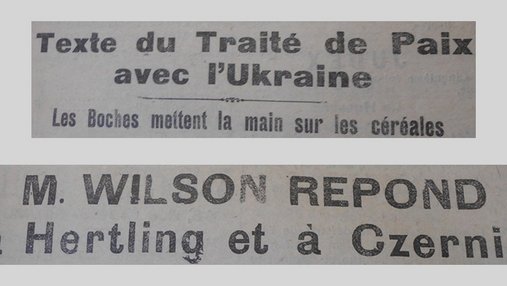 Texte du Traité de Paix
avec l'Ukraine
Les Boches mettent la main sur les céréales
M. WILSON REPOND
Hertling et à Czerni